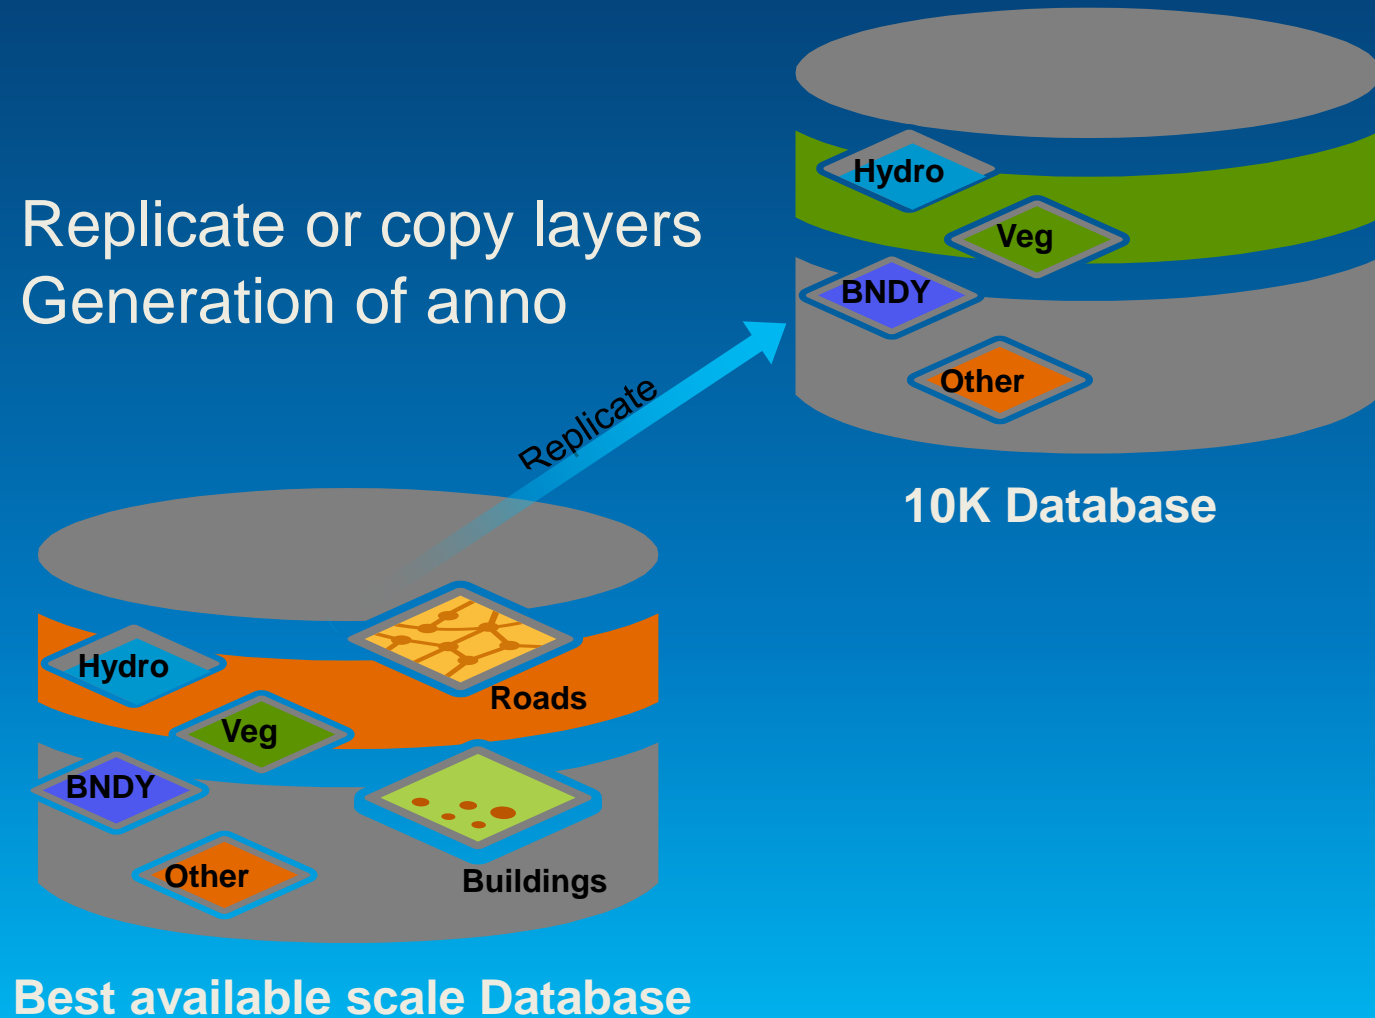 Replicate or copy layers
Generation of anno
Hydro
Veg
BNDY
Other
10K Database
Replicate
Hydro
Roads
Veg
BNDY
Other
Buildings
Best available scale Database